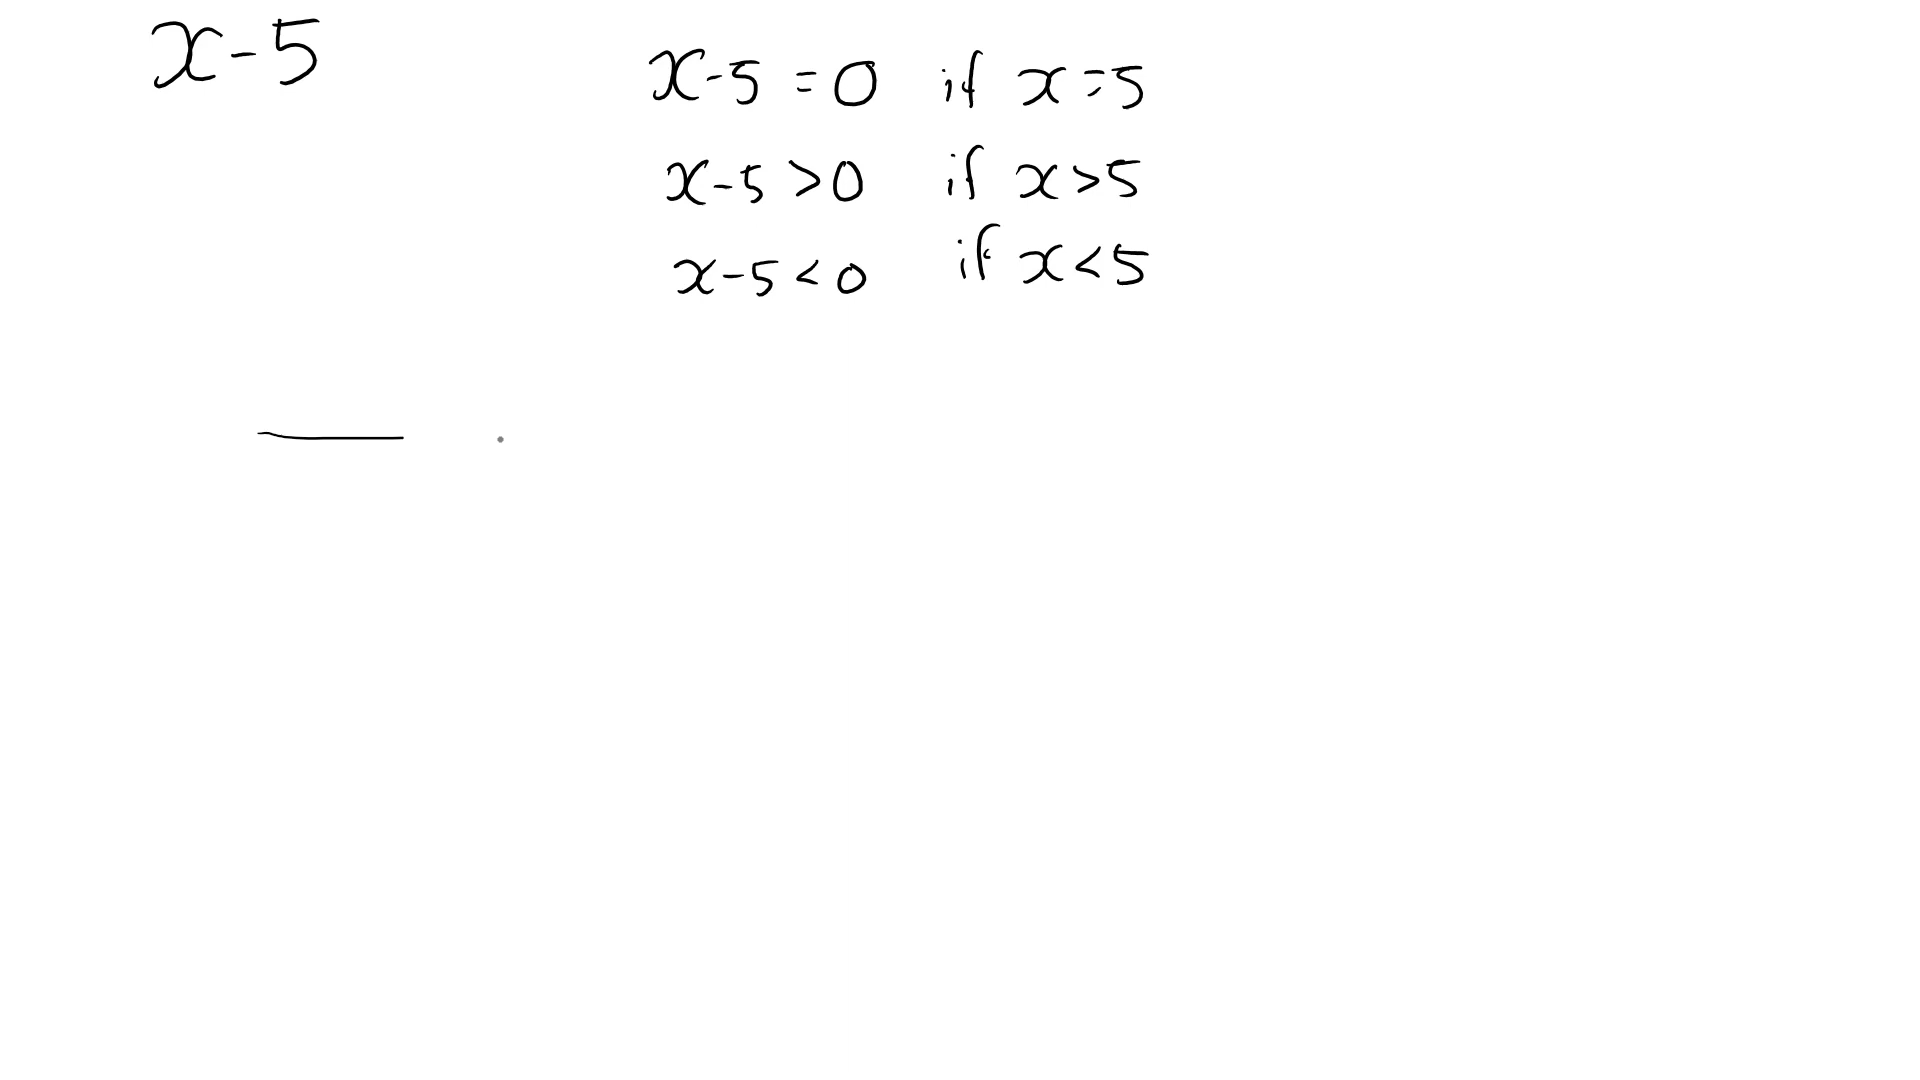 x-5
x-5 = 0 if x = 5
x-5 > 0 if x > 5
x-5 < 0 if x < 5